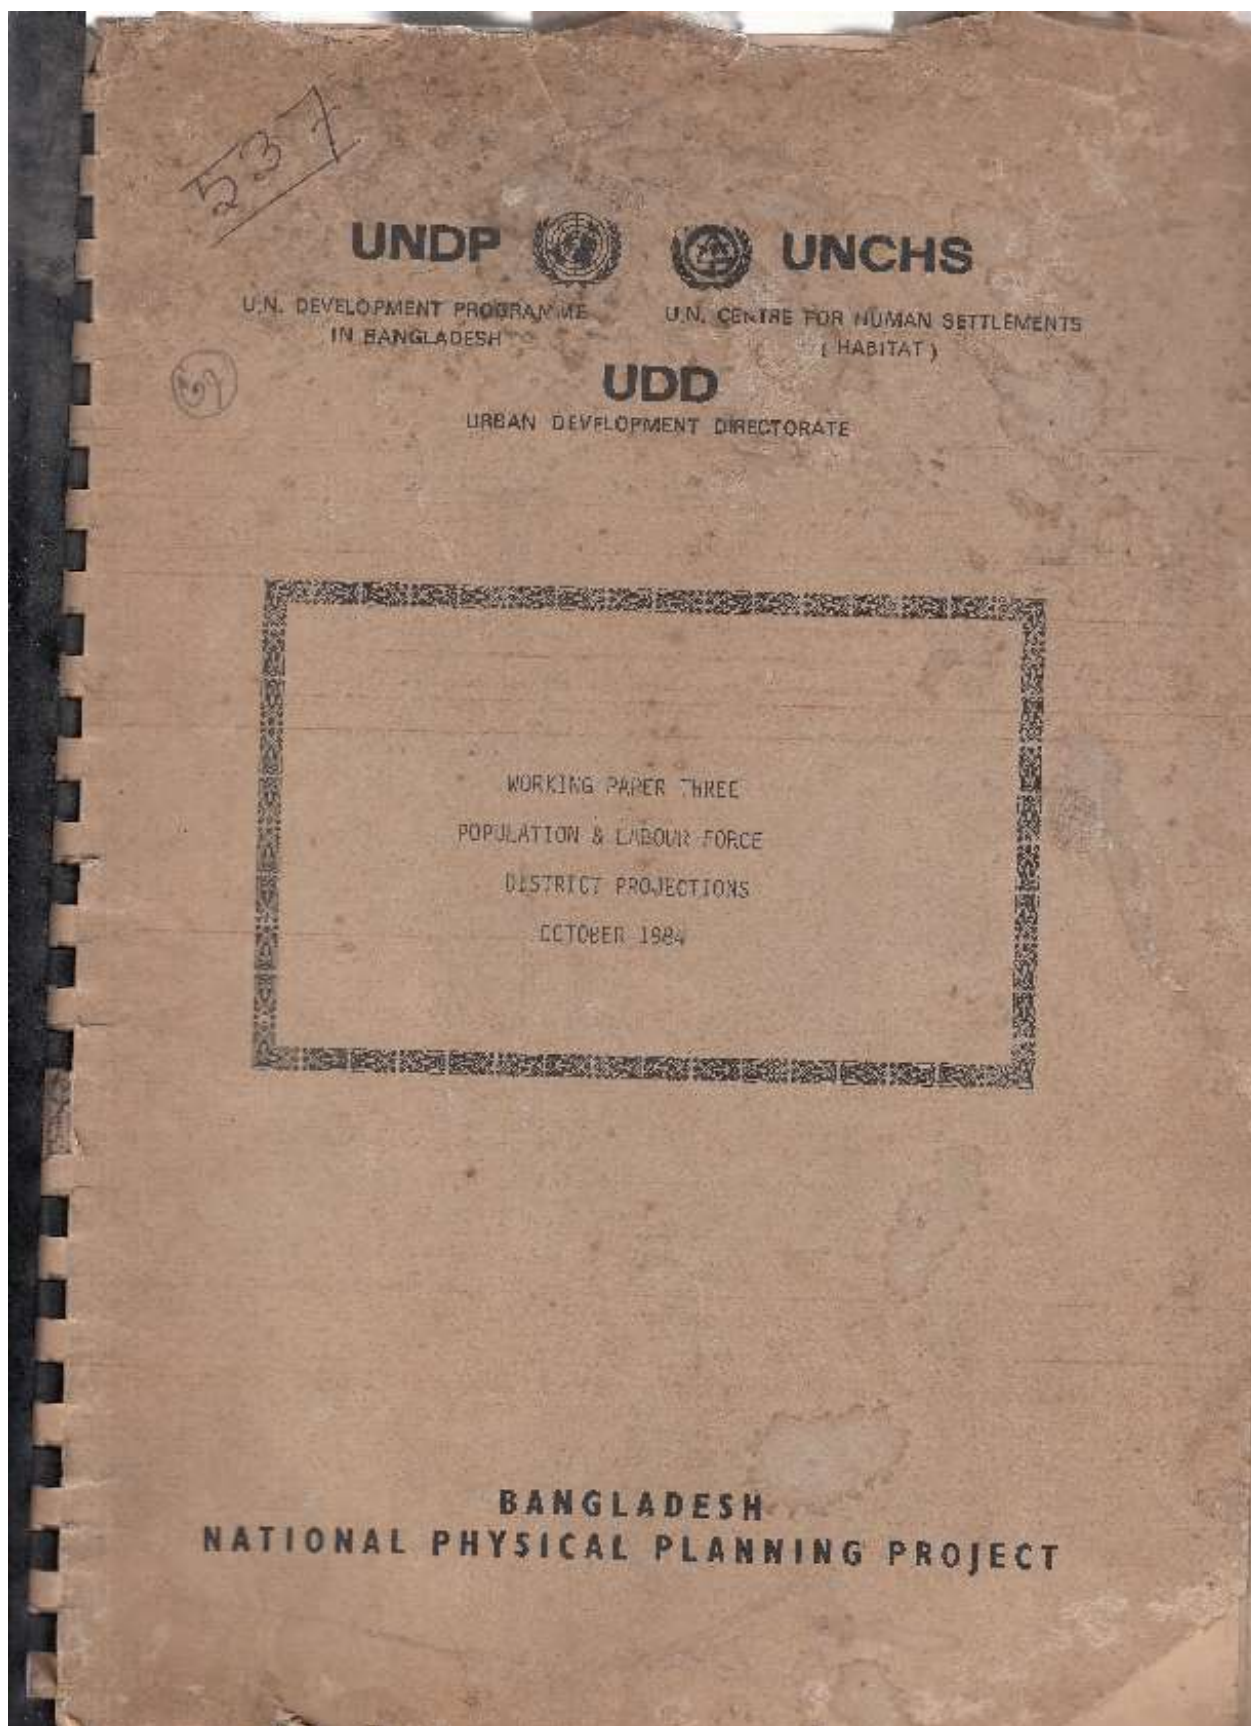 537
UNDP UNCHS
U.N. DEVELOPMENT PROGRAMME
IN BANGLADESH
U.N. CENTRE FOR HUMAN SETTLEMENTS
( HABITAT )
UDD
URBAN DEVELOPMENT DIRECTORATE
WORKING PAPER THREE
POPULATION & LABOUR FORCE
DISTRICT PROJECTIONS
OCTOBER 1984
BANGLADESH
NATIONAL PHYSICAL PLANNING PROJECT